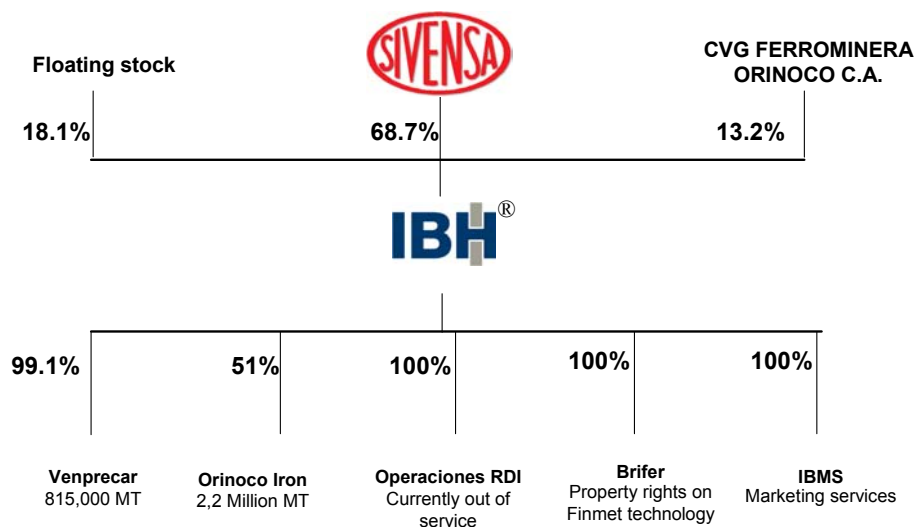 Floating stock
SIVENSA
CVG FERROMINERA
ORINOCO C.A.
18.1%
68.7%
13.2%
IBH®
99.1%
51%
100%
100%
100%
Venprecar
815,000 MT
Orinoco Iron
2,2 Million MT
Operaciones RDI
Currently out of
service
Brifer
Property rights on
Finmet technology
IBMS
Marketing services